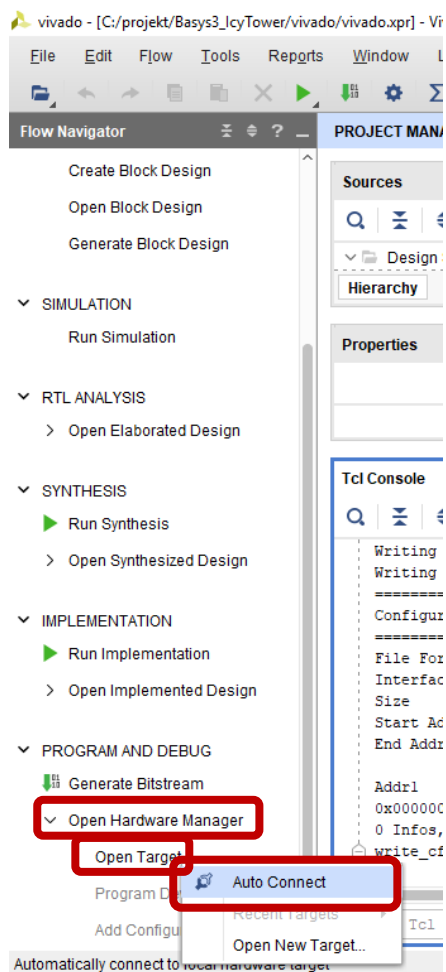 vivado - [C:/projekt/Basys3_IcyTower/vivado/vivado.xpr] - Vi
File Edit Flow Tools Reports Window
Flow Navigator
PROJECT MANA
Create Block Design
Open Block Design
Generate Block Design
SIMULATION
Run Simulation
RTL ANALYSIS
Open Elaborated Design
SYNTHESIS
Run Synthesis
Open Synthesized Design
IMPLEMENTATION
Run Implementation
Open Implemented Design
PROGRAM AND DEBUG
Generate Bitstream
Open Hardware Manager
Open Target
Program D
Add Configu
Auto Connect
Recent Targets
Open New Target...
Sources
Design
Hierarchy
Properties
Tcl Console
Writing
Writing
=========
Configur
=========
File For
Interfac
Size
Start Ad
End Addr
Addr1
0x000000
0 Infos,
write_cf
Tcl
Automatically connect to local hardware target